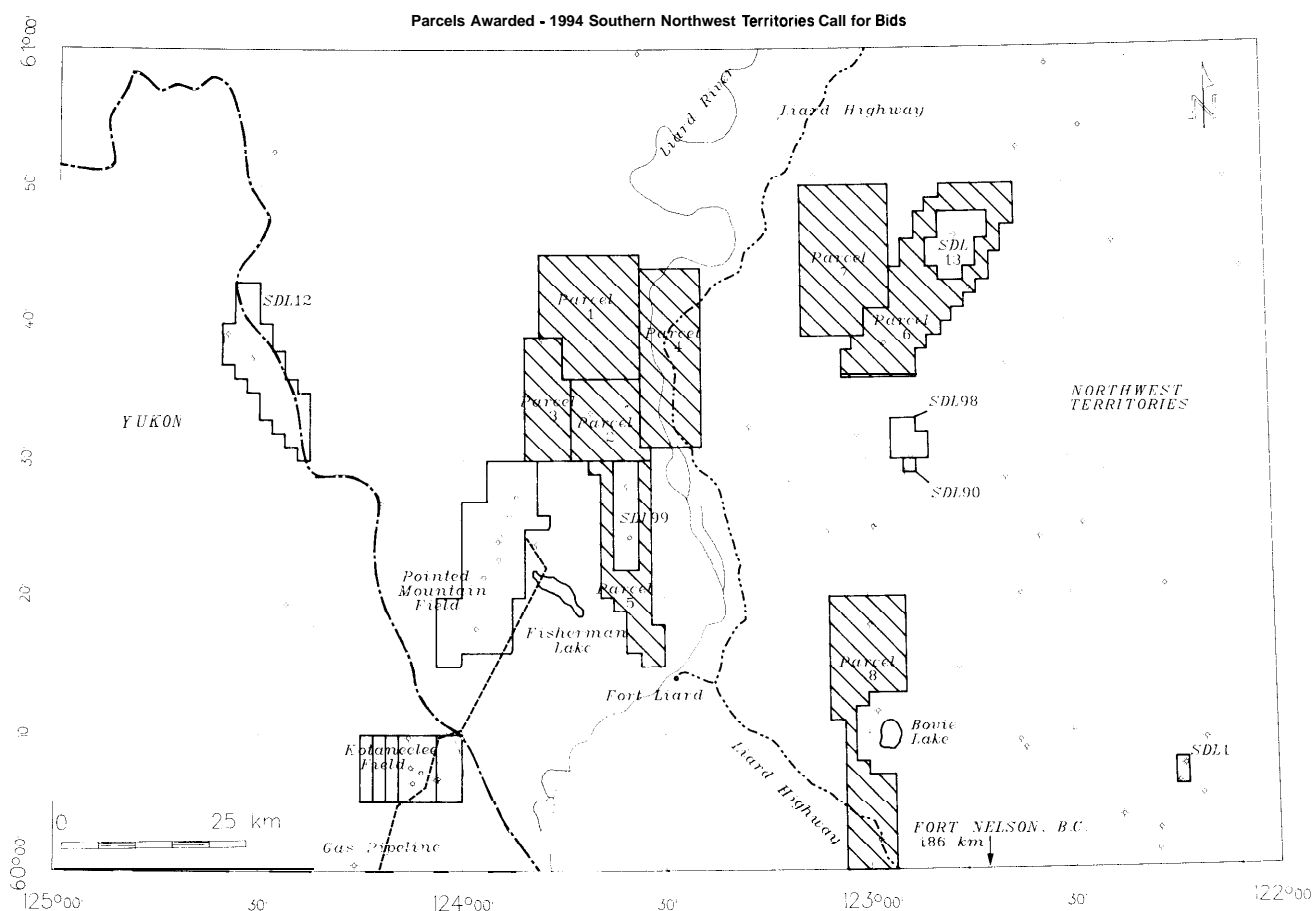 Parcels Awarded - 1994 Southern Northwest Territories Call for Bids
61°00'
Liard River
Liard Highway
50'
Parcel
7
SDL
13
SDL12
Parcel
1
40'
Parcel
4
Parcel
6
NORTHWEST
TERRITORIES
YUKON
Parcel
3
Parcel
2
SDL98
30'
SDL90
SDL99
Pointed
Mountain
Field
20'
Parcel
5
Fisherman
Lake
Parcel
8
Fort Liard
Bovie
Lake
10'
Kotaneelee
Field
Liard Highway
SDL1
0 25 km
FORT NELSON, B.C.
186 km
Gas Pipeline
60°00'
125°00' 30' 124°00' 30' 123°00' 30' 122°00'